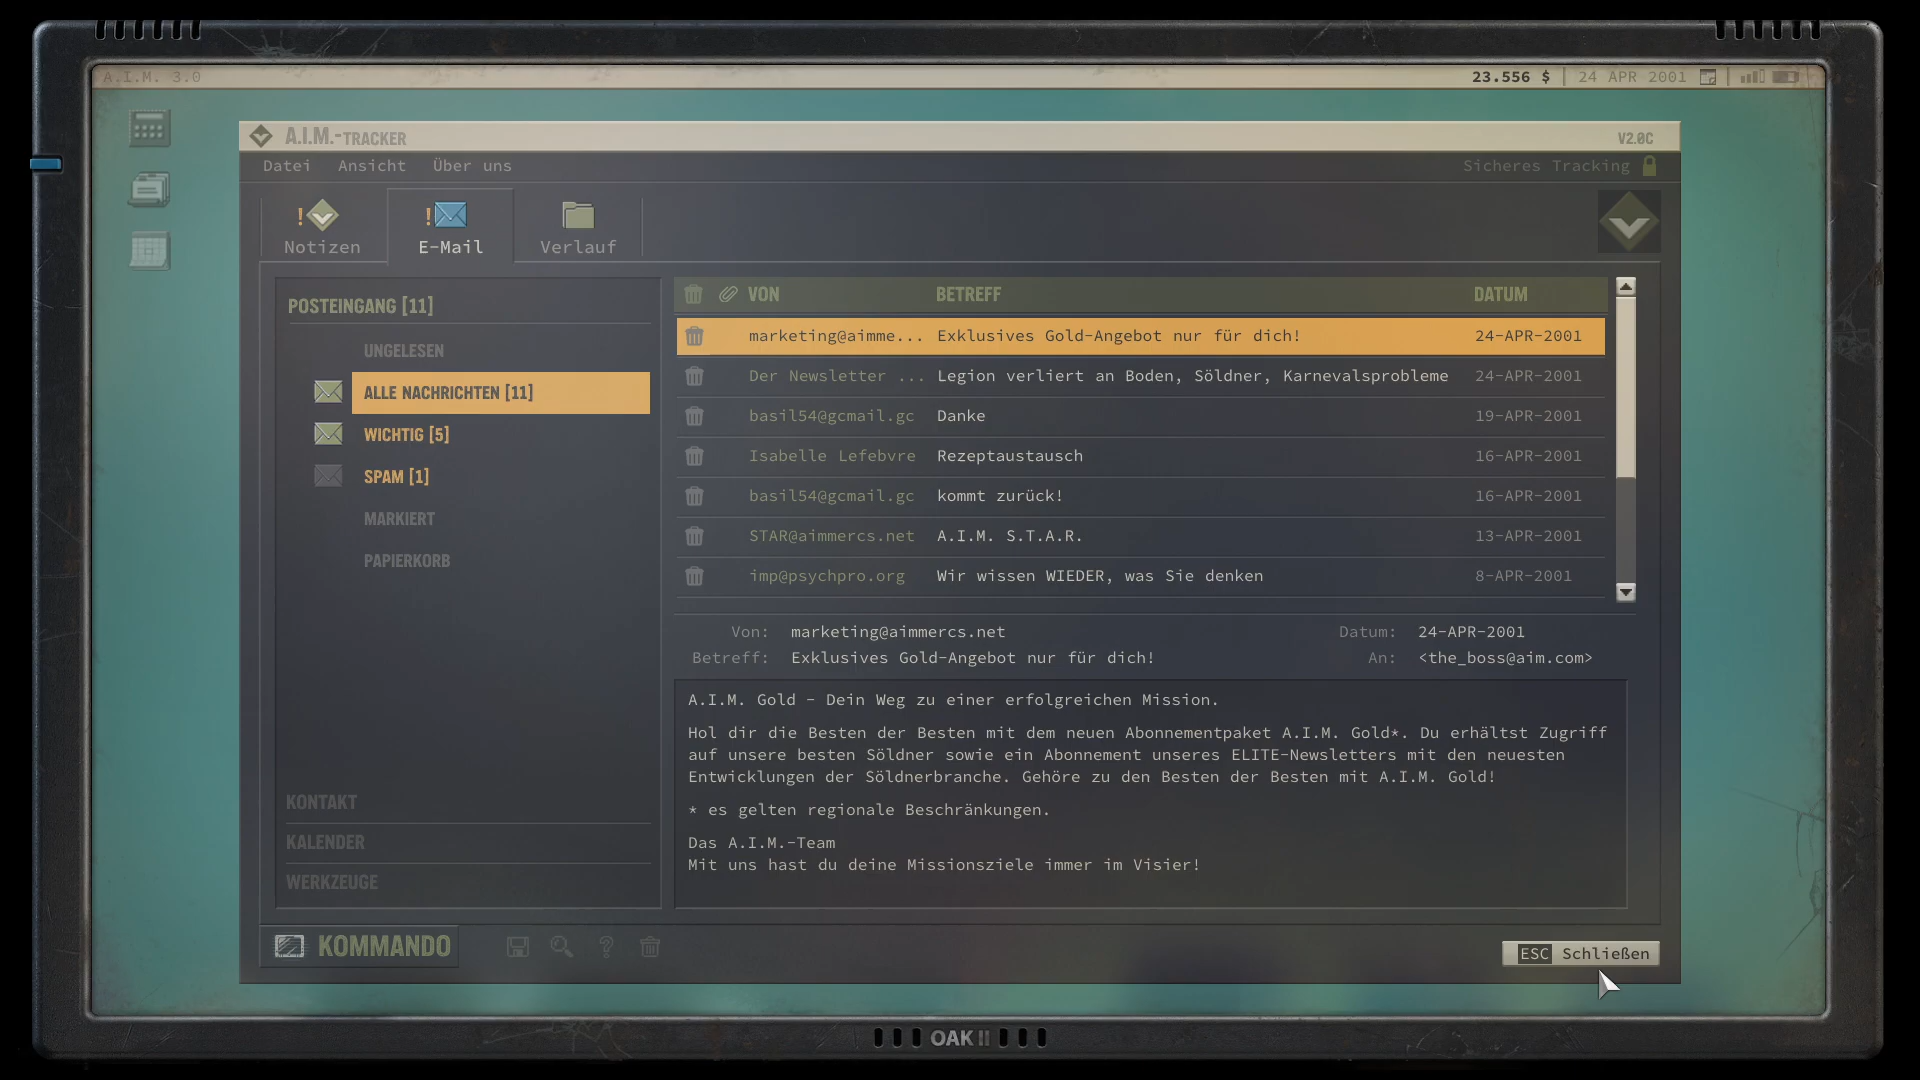 A.I.M. 3.0
23.556 $ | 24 APR 2001
A.I.M.-TRACKER
V2.0C
Datei Ansicht Über uns
Sicheres Tracking
Notizen
E-Mail
Verlauf
POSTEINGANG [11]
UNGELESEN
ALLE NACHRICHTEN [11]
WICHTIG [5]
SPAM [1]
MARKIERT
PAPIERKORB
KONTAKT
KALENDER
WERKZEUGE
VON BETREFF DATUM
marketing@aimme... Exklusives Gold-Angebot nur für dich! 24-APR-2001
Der Newsletter ... Legion verliert an Boden, Söldner, Karnevalsprobleme 24-APR-2001
basil54@gcmail.gc Danke 19-APR-2001
Isabelle Lefebvre Rezeptaustausch 16-APR-2001
basil54@gcmail.gc kommt zurück! 16-APR-2001
STAR@aimmercs.net A.I.M. S.T.A.R. 13-APR-2001
imp@psychpro.org Wir wissen WIEDER, was Sie denken 8-APR-2001
Von: marketing@aimmercs.net Datum: 24-APR-2001
Betreff: Exklusives Gold-Angebot nur für dich! An: <the_boss@aim.com>
A.I.M. Gold - Dein Weg zu einer erfolgreichen Mission.
Hol dir die Besten der Besten mit dem neuen Abonnementpaket A.I.M. Gold*. Du erhältst Zugriff
auf unsere besten Söldner sowie ein Abonnement unseres ELITE-Newsletters mit den neuesten
Entwicklungen der Söldnerbranche. Gehöre zu den Besten der Besten mit A.I.M. Gold!
* es gelten regionale Beschränkungen.
Das A.I.M.-Team
Mit uns hast du deine Missionsziele immer im Visier!
KOMMANDO
ESC Schließen
OAK II